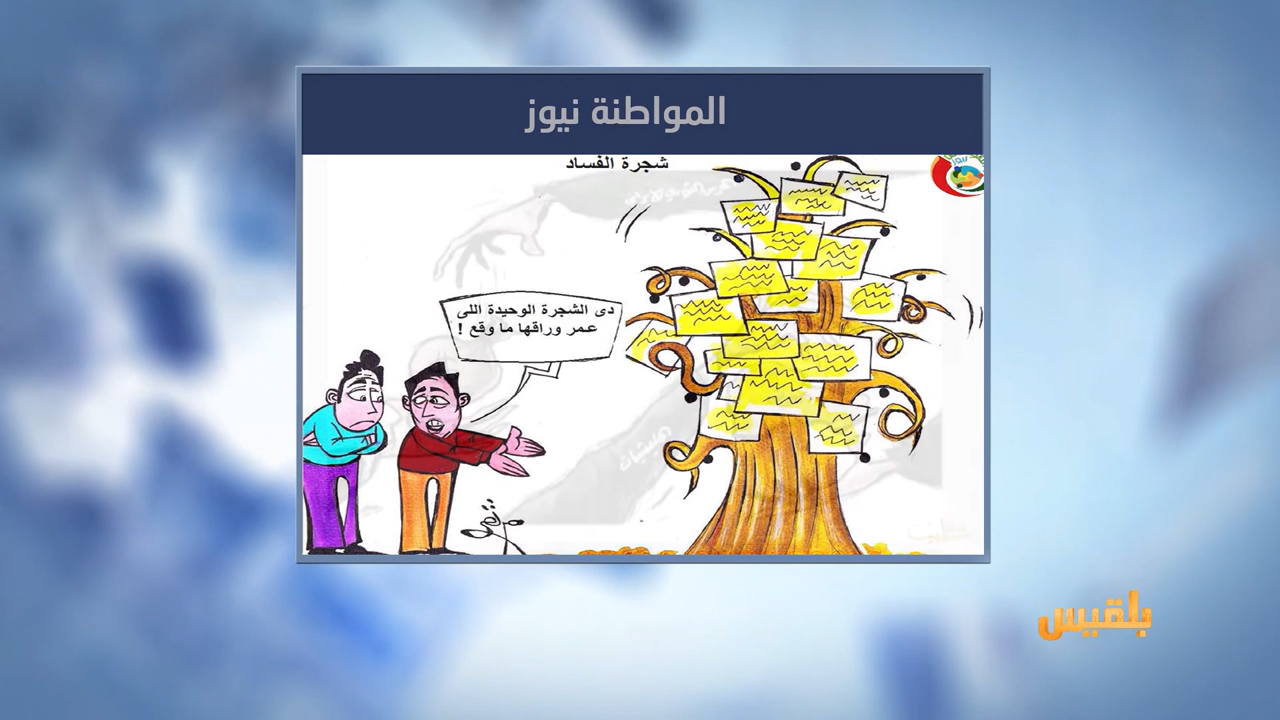 المواطنة نيوز
شجرة الفساد
دى الشجرة الوحيدة اللى
عمر وراقها ما وقع !
بلقيس